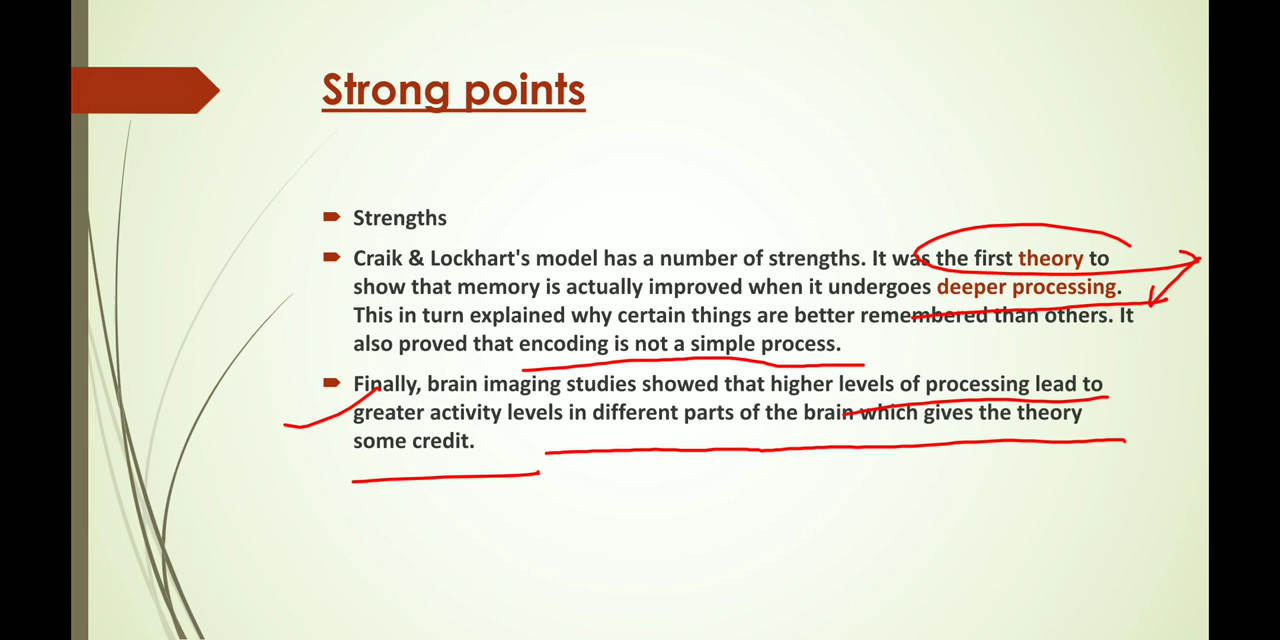 Strong points
Strengths
Craik & Lockhart's model has a number of strengths. It was the first theory to
show that memory is actually improved when it undergoes deeper processing.
This in turn explained why certain things are better remembered than others. It
also proved that encoding is not a simple process.
Finally, brain imaging studies showed that higher levels of processing lead to
greater activity levels in different parts of the brain which gives the theory
some credit.